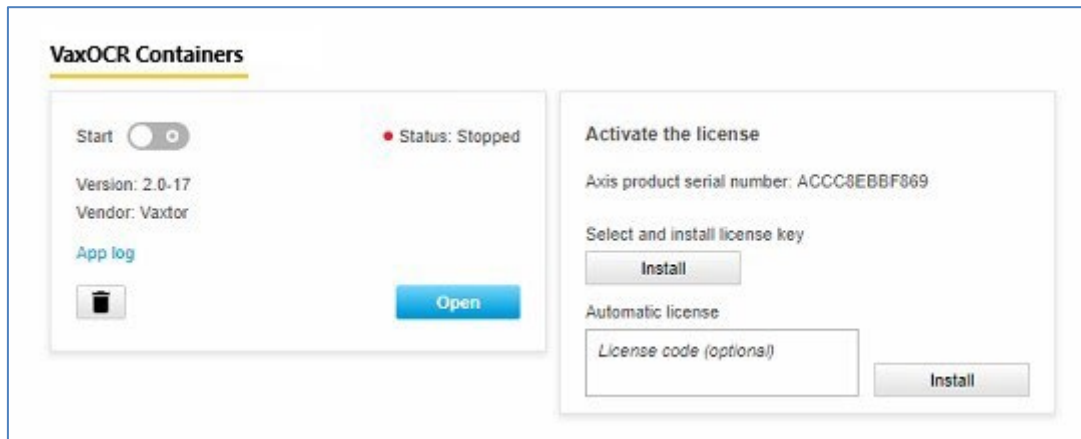 VaxOCR Containers
Start
Status: Stopped
Version: 2.0-17
Vendor: Vaxtor
App log
Open
Activate the license
Axis product serial number: ACCC8EBBF869
Select and install license key
Install
Automatic license
License code (optional)
Install